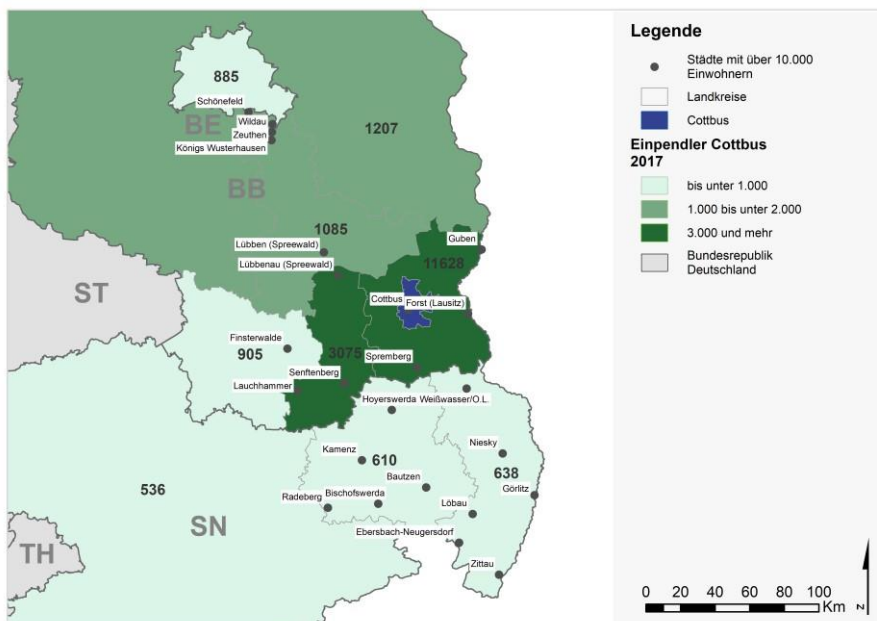 885
Schönefeld
Wildau
BE
Zeuthen
Königs Wusterhausen
1207
BB
1085
Lübben (Spreewald)
Guben
Lübbenau (Spreewald)
11628
ST
Cottbus
Forst (Lausitz)
Finsterwalde
905
3075
Spremberg
Senftenberg
Lauchhammer
Hoyerswerda
Weißwasser/O.L.
Kamenz
610
Niesky
638
Bautzen
Görlitz
536
Radeberg
Bischofswerda
Löbau
SN
Ebersbach-Neugersdorf
TH
Zittau
Legende
Städte mit über 10.000
Einwohnern
Landkreise
Cottbus
Einpendler Cottbus
2017
bis unter 1.000
1.000 bis unter 2.000
3.000 und mehr
Bundesrepublik
Deutschland
0 20 40 60 80 100
Km
N